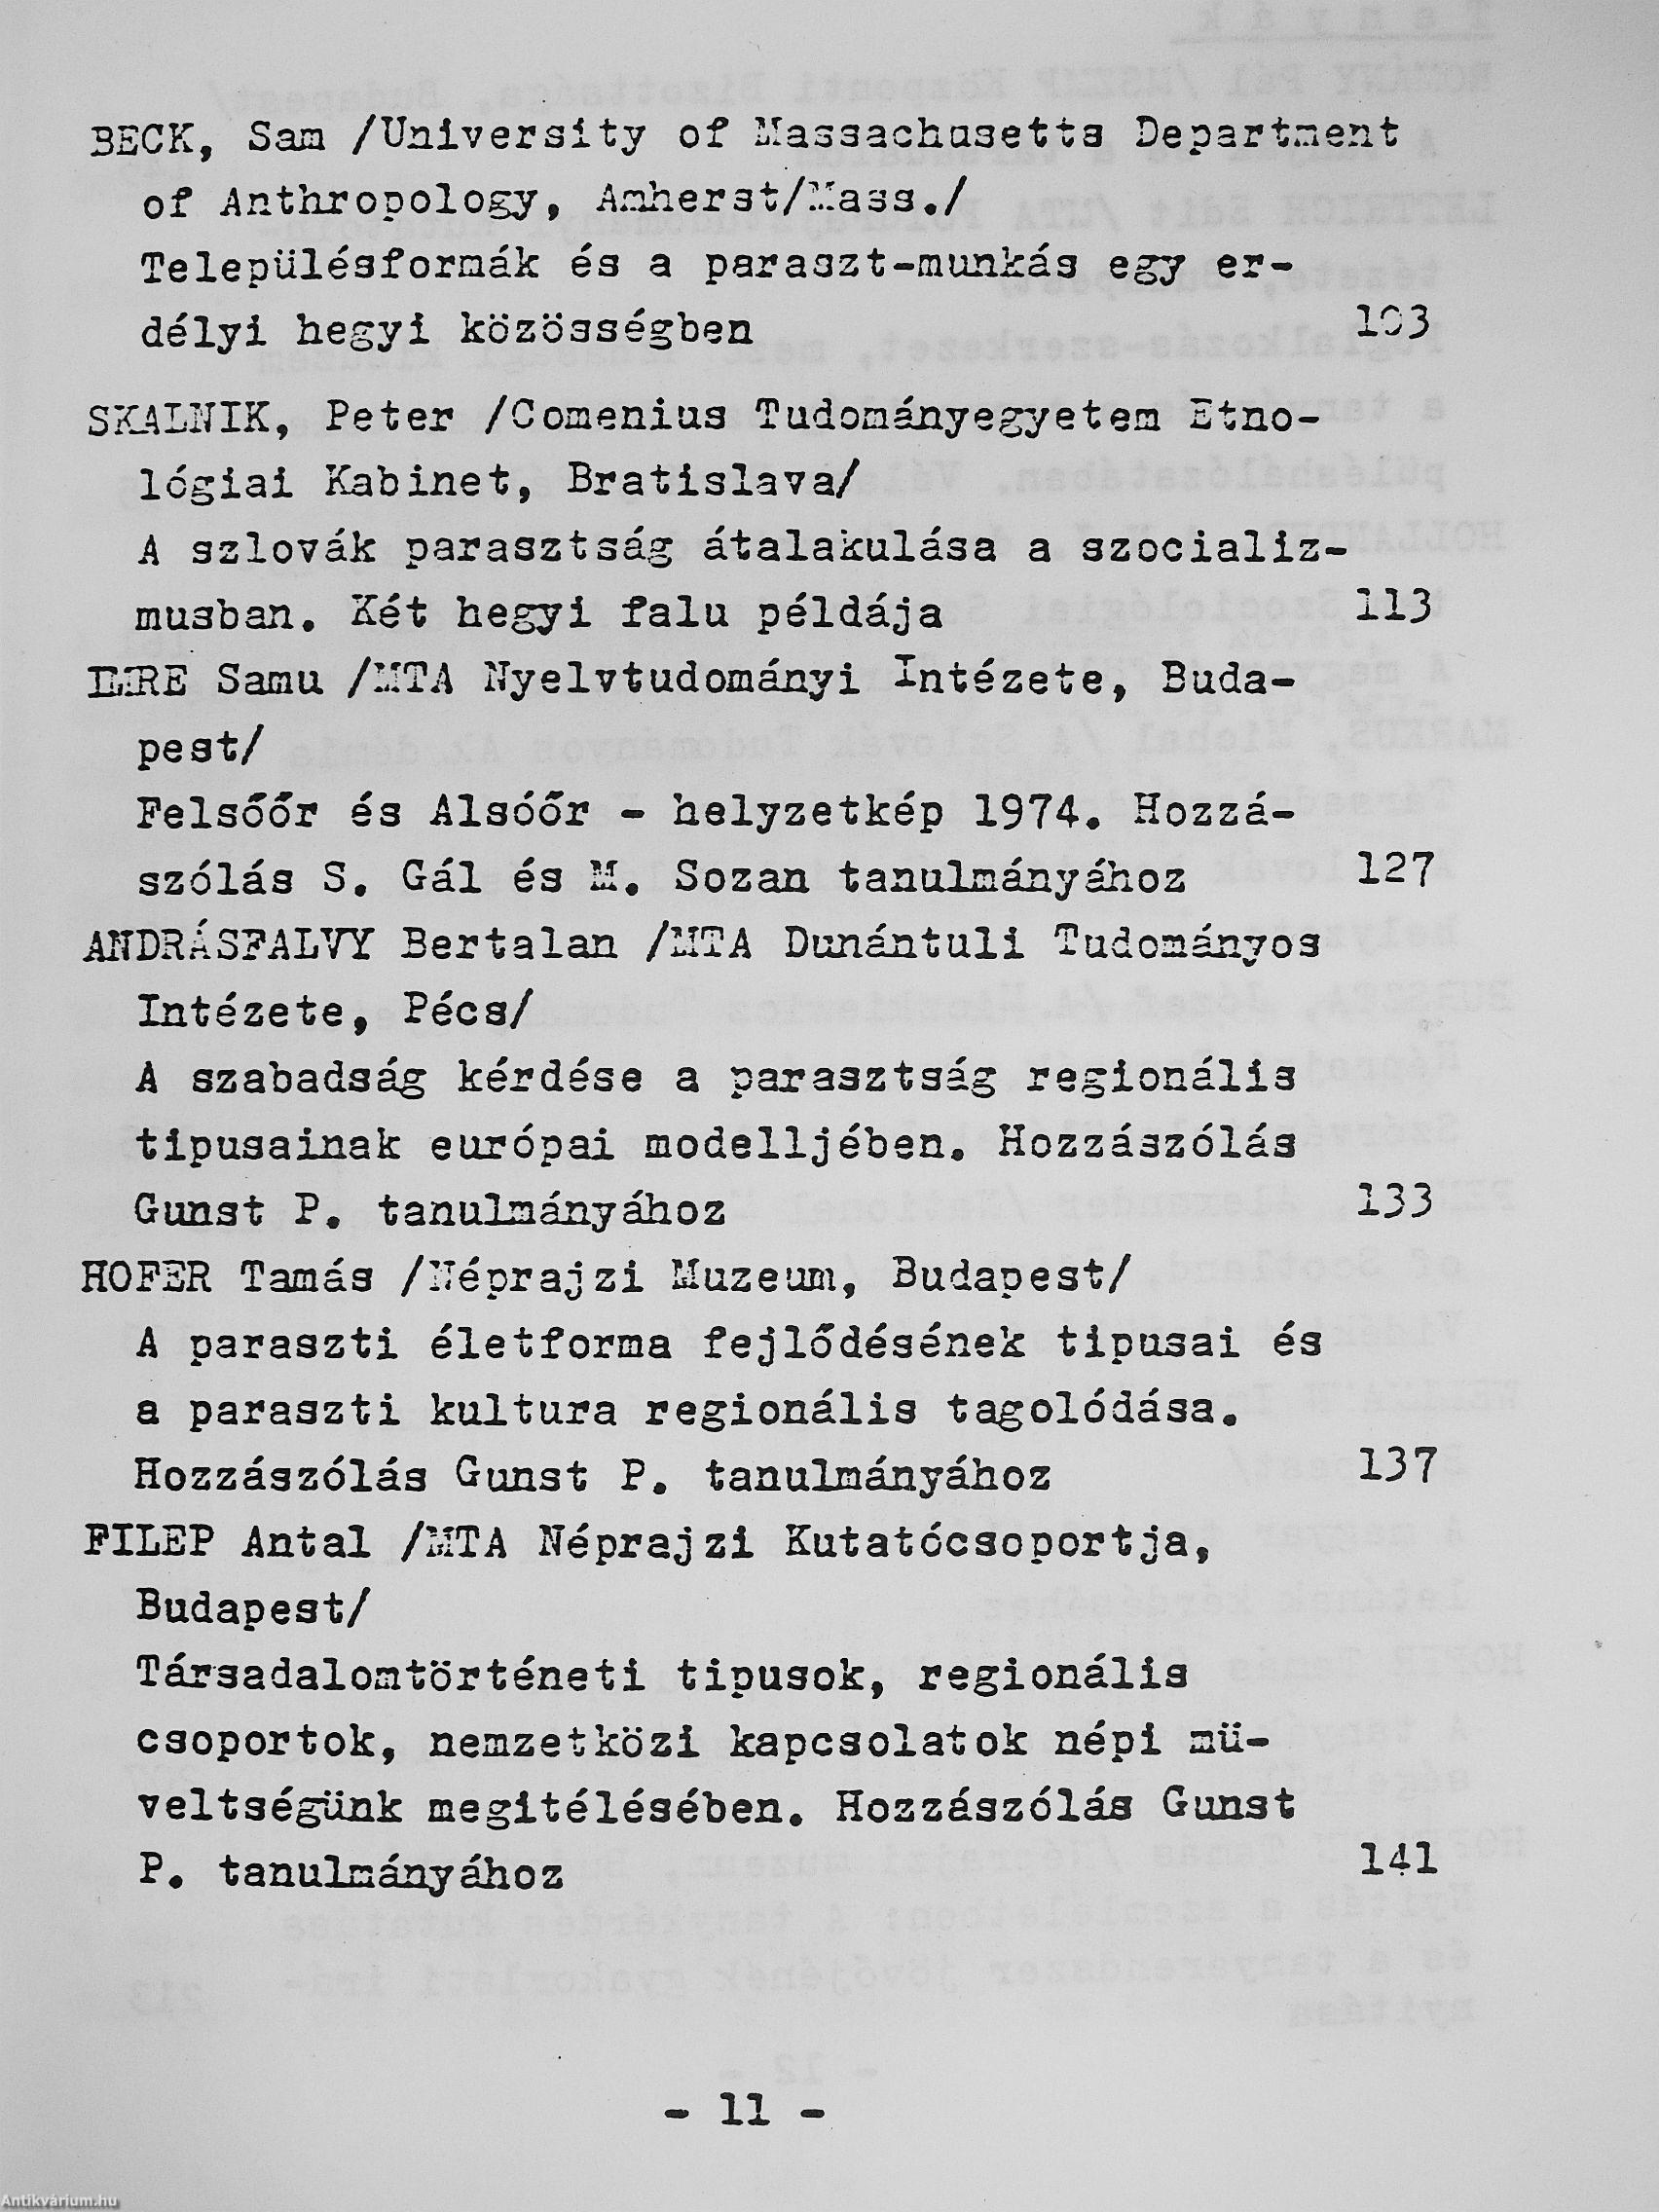 BECK, Sam /University of Massachusetts Department
of Anthropology, Amherst/Mass./
Településformák és a paraszt-munkás egy er-
délyi hegyi közösségben 103
SKALNIK, Peter /Comenius Tudományegyetem Etno-
lógiai Kabinet, Bratislava/
A szlovák parasztság átalakulása a szocializ-
musban. Két hegyi falu példája 113
IMRE Samu /MTA Nyelvtudományi Intézete, Buda-
pest/
Felsőőr és Alsóőr - helyzetkép 1974. Hozzá-
szólás S. Gál és M. Sozan tanulmányához 127
ANDRÁSFALVY Bertalan /MTA Dunántuli Tudományos
Intézete, Pécs/
A szabadság kérdése a parasztság regionális
tipusainak európai modelljében. Hozzászólás
Gunst P. tanulmányához 133
HOFER Tamás /Néprajzi Muzeum, Budapest/
A paraszti életforma fejlődésének tipusai és
a paraszti kultura regionális tagolódása.
Hozzászólás Gunst P. tanulmányához 137
FILEP Antal /MTA Néprajzi Kutatócsoportja,
Budapest/
Társadalomtörténeti tipusok, regionális
csoportok, nemzetközi kapcsolatok népi mü-
veltségünk megitélésében. Hozzászólás Gunst
P. tanulmányához 141
- 11 -
Antikvárium.hu